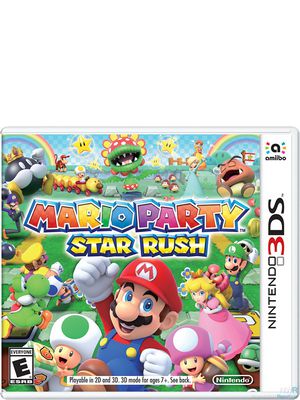 amiibo
MARIO PARTY
STAR RUSH
NINTENDO 3DS
EVERYONE
E
ESRB
Playable in 2D and 3D. 3D mode for ages 7+. See back.
Nintendo